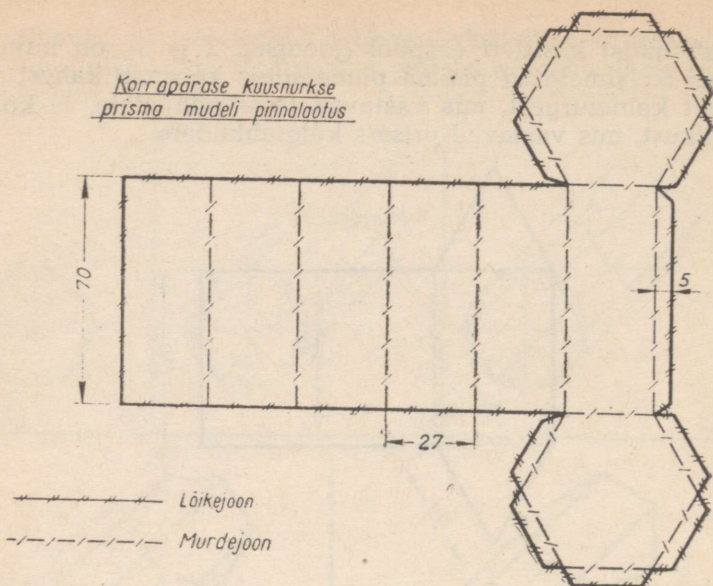 Korrapärase kuusnurkse
prisma mudeli pinnalaotus
70
5
27
Lõikejoon
Murdejoon